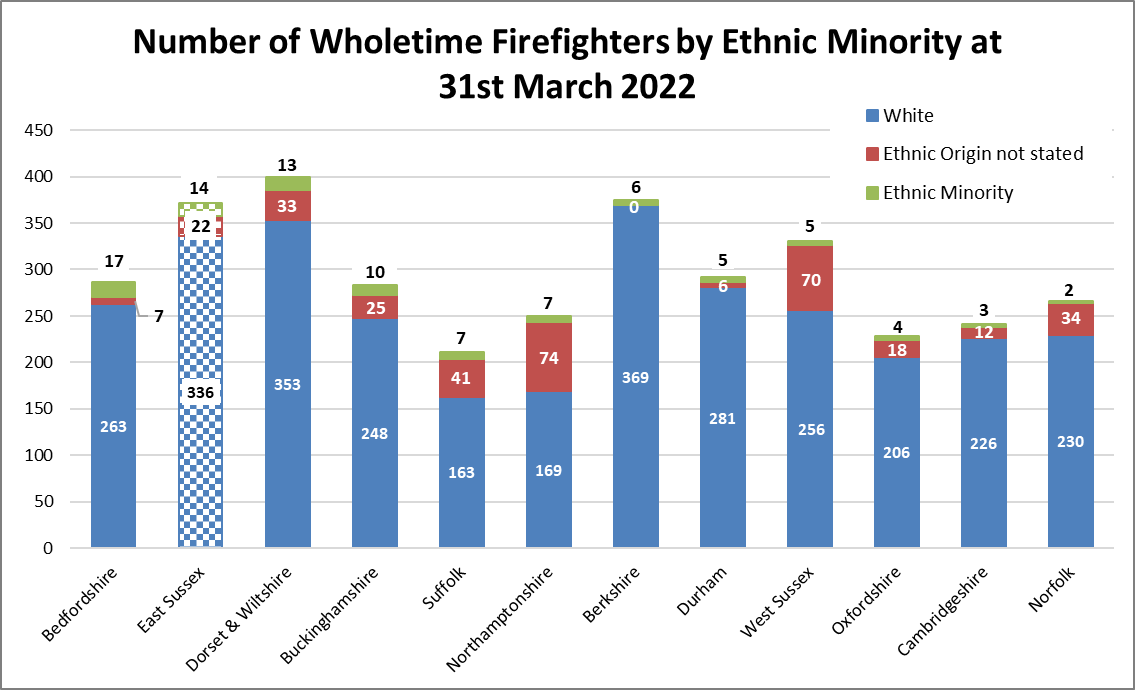 Number of Wholetime Firefighters by Ethnic Minority at
31st March 2022
White
Ethnic Origin not stated
Ethnic Minority
450
400
350
300
250
200
150
100
50
0
17
7
263
14
22
336
13
33
353
10
25
248
7
41
163
7
74
169
6
0
369
5
6
281
5
70
256
4
18
206
3
12
226
2
34
230
Bedfordshire
East Sussex
Dorset & Wiltshire
Buckinghamshire
Suffolk
Northamptonshire
Berkshire
Durham
West Sussex
Oxfordshire
Cambridgeshire
Norfolk